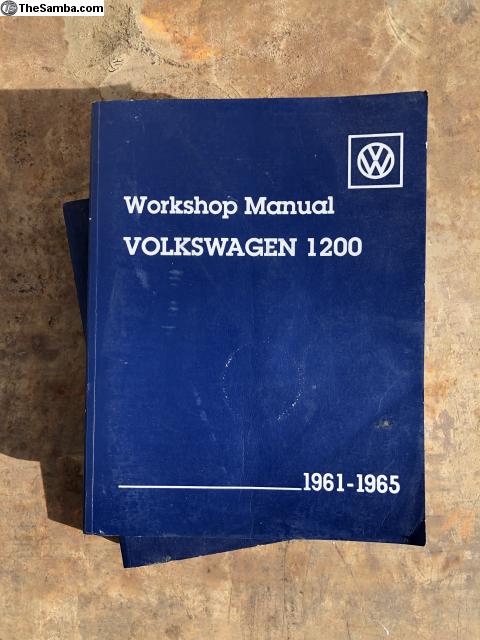 TheSamba.com
Workshop Manual
VOLKSWAGEN 1200
1961-1965